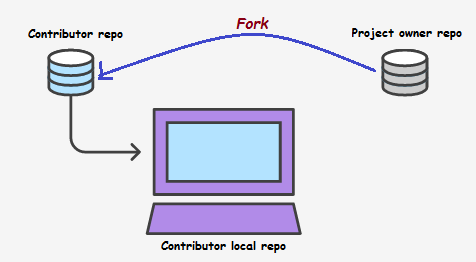 Fork
Contributor repo
Project owner repo
Contributor local repo